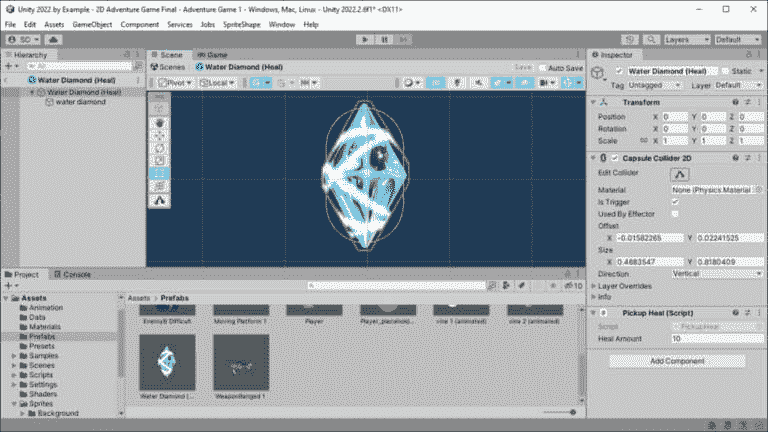 Unity 2022 by Example - 2D Adventure Game Final - Adventure Game 1 - Windows, Mac, Linux - Unity 2022.2.6f1* <DX11>
File Edit Assets GameObject Component Services Jobs SpriteShape Window Help
SC Layers Default
Hierarchy
All
Water Diamond (Heal)
Water Diamond (Heal)
water diamond
Scene Game
Scenes Water Diamond (Heal) Save Auto Save
Pivot Local 2D
Inspector
Water Diamond (Heal) Static
Tag Untagged Layer Default
Transform
Position X 0 Y 0 Z 0
Rotation X 0 Y 0 Z 0
Scale X 1 Y 1 Z 1
Capsule Collider 2D
Edit Collider
Material None (Physics Material
Is Trigger
Used By Effector
Offset
X -0.01582265 Y 0.02241525
Size
X 0.4683547 Y 0.8180409
Direction Vertical
Layer Overrides
Info
Pickup Heal (Script)
Script PickupHeal
Heal Amount 10
Add Component
Project Console
10
Assets
Animation
Data
Materials
Prefabs
Presets
Samples
Scenes
Scripts
Settings
Shaders
Sprites
Background
Assets > Prefabs
EnemyB Difficult Moving Platform 1 Player Player_placehold... vine 1 (animated) vine 2 (animated)
Water Diamond (... WeaponRanged 1